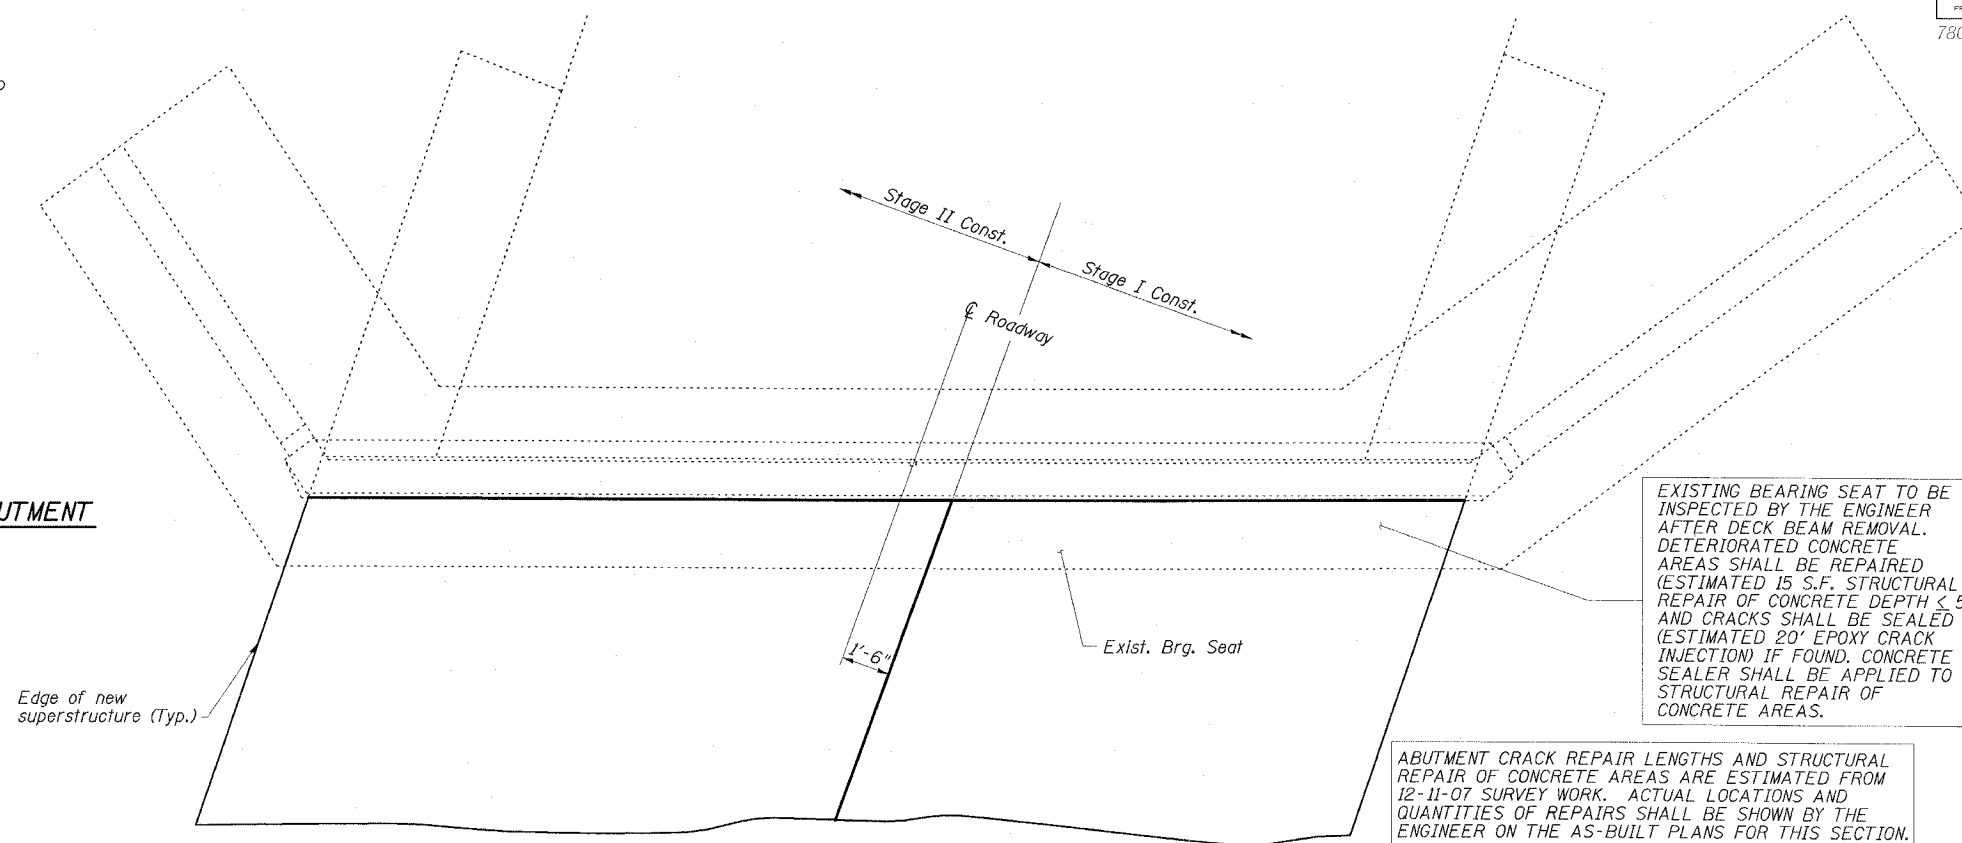 780
Stage II Const.
Stage I Const.
℄ Roadway
UTMENT
EXISTING BEARING SEAT TO BE
INSPECTED BY THE ENGINEER
AFTER DECK BEAM REMOVAL.
DETERIORATED CONCRETE
AREAS SHALL BE REPAIRED
(ESTIMATED 15 S.F. STRUCTURAL
REPAIR OF CONCRETE DEPTH ≤ 5
AND CRACKS SHALL BE SEALED
(ESTIMATED 20' EPOXY CRACK
INJECTION) IF FOUND. CONCRETE
SEALER SHALL BE APPLIED TO
STRUCTURAL REPAIR OF
CONCRETE AREAS.
Exist. Brg. Seat
1'-6"
Edge of new
superstructure (Typ.)
ABUTMENT CRACK REPAIR LENGTHS AND STRUCTURAL
REPAIR OF CONCRETE AREAS ARE ESTIMATED FROM
12-11-07 SURVEY WORK. ACTUAL LOCATIONS AND
QUANTITIES OF REPAIRS SHALL BE SHOWN BY THE
ENGINEER ON THE AS-BUILT PLANS FOR THIS SECTION.